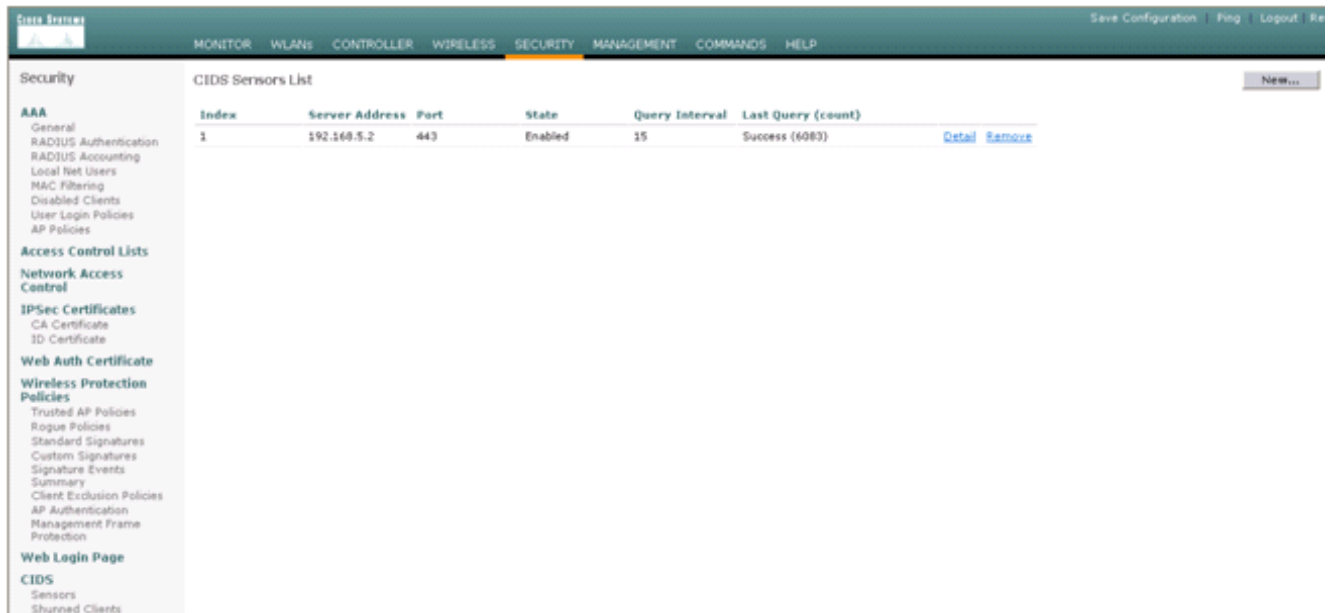 CISCO SYSTEMS
Save Configuration | Ping | Logout | Re
MONITOR WLANs CONTROLLER WIRELESS SECURITY MANAGEMENT COMMANDS HELP
Security
AAA
General
RADIUS Authentication
RADIUS Accounting
Local Net Users
MAC Filtering
Disabled Clients
User Login Policies
AP Policies
Access Control Lists
Network Access
Control
IPSec Certificates
CA Certificate
ID Certificate
Web Auth Certificate
Wireless Protection
Policies
Trusted AP Policies
Rogue Policies
Standard Signatures
Custom Signatures
Signature Events
Summary
Client Exclusion Policies
AP Authentication
Management Frame
Protection
Web Login Page
CIDS
Sensors
Shunned Clients
CIDS Sensors List
New...
Index Server Address Port State Query Interval Last Query (count)
1 192.168.5.2 443 Enabled 15 Success (6083) Detail Remove